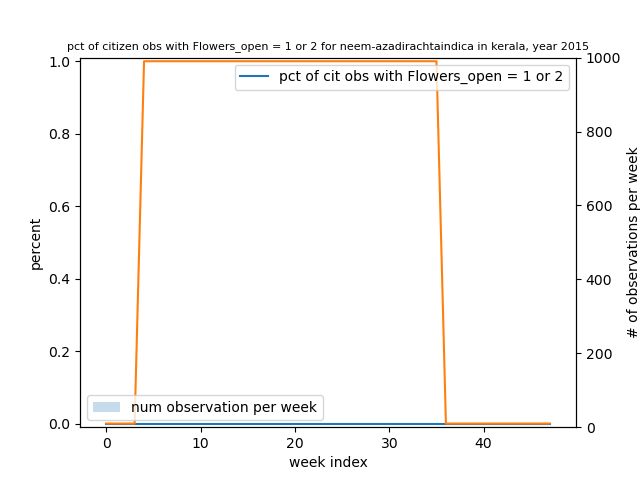 pct of citizen obs with Flowers_open = 1 or 2 for neem-azadirachtaindica in kerala, year 2015
pct of cit obs with Flowers_open = 1 or 2
num observation per week
percent
1.0
0.8
0.6
0.4
0.2
0.0
1000
800
600
400
200
0
# of observations per week
0 10 20 30 40
week index